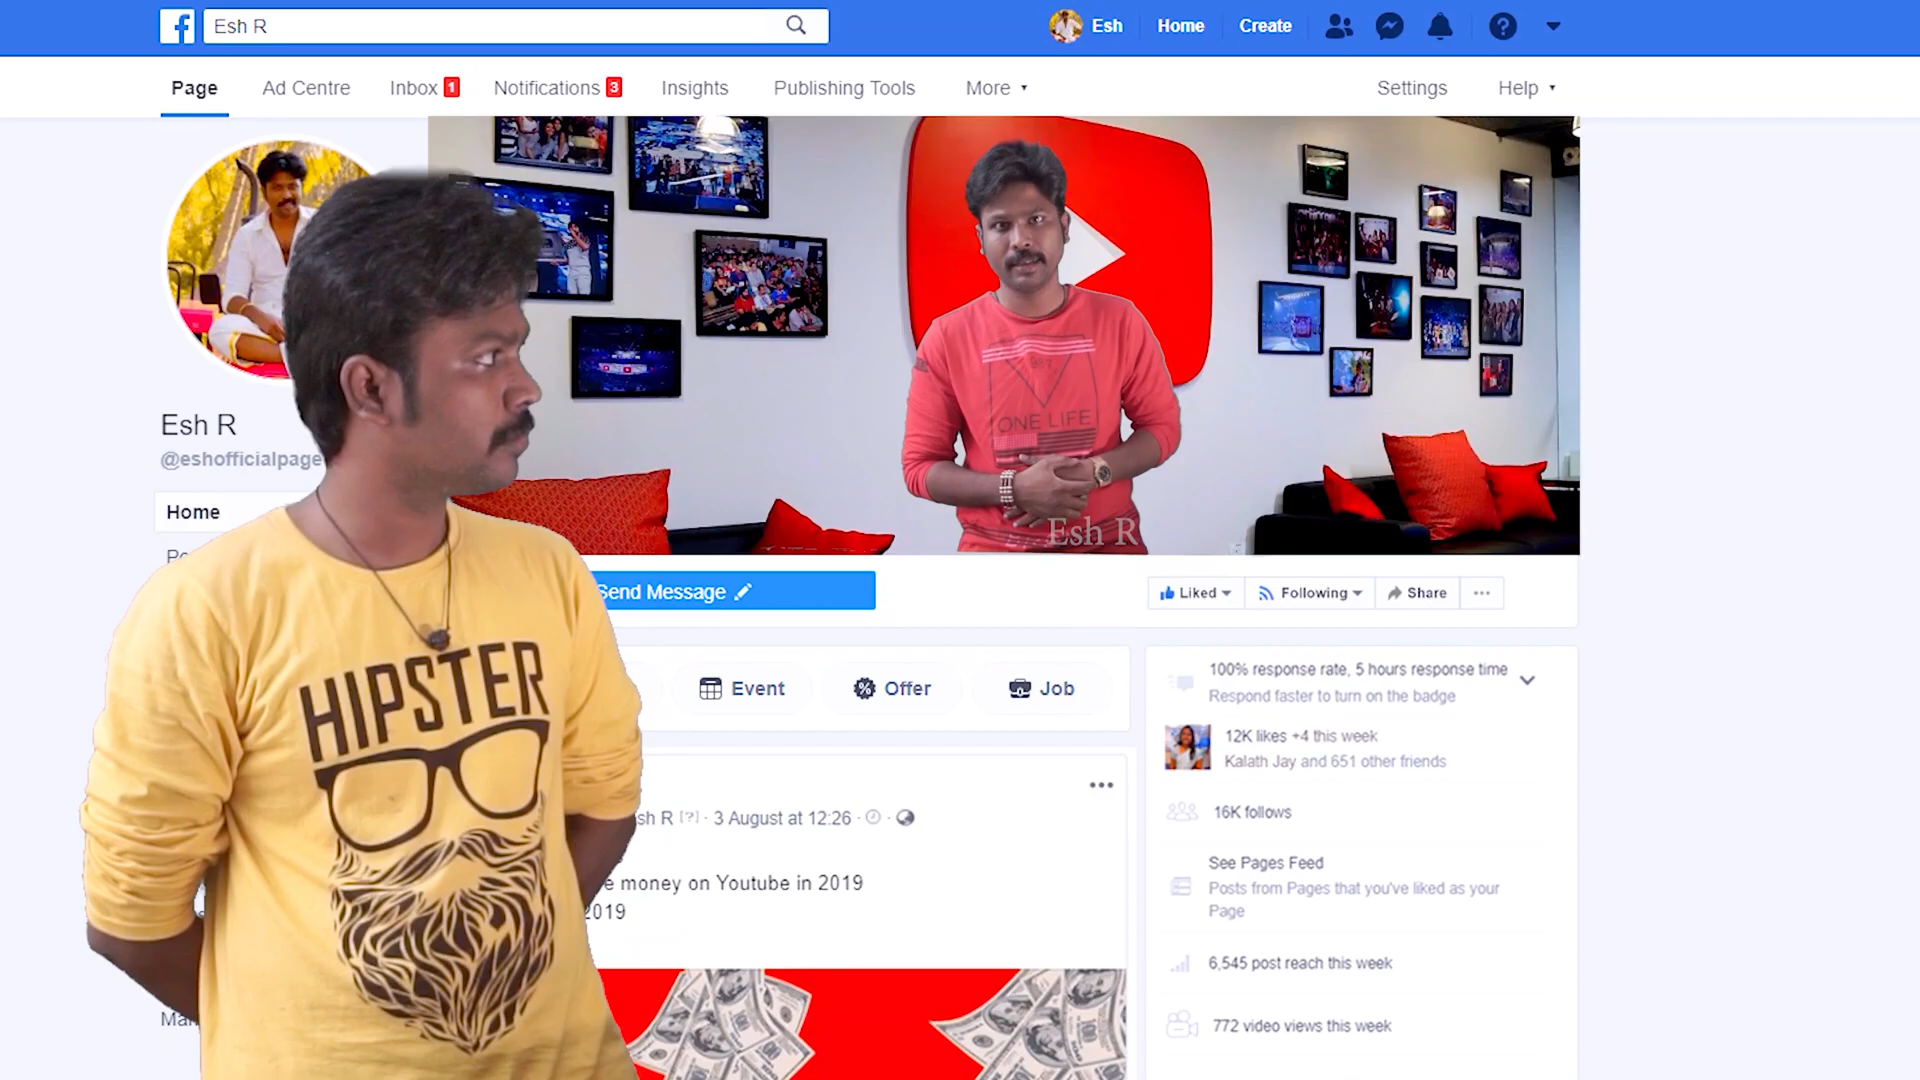 Esh R
Esh
Home
Create
Page
Ad Centre
Inbox 1
Notifications 3
Insights
Publishing Tools
More
Settings
Help
Esh R
@eshofficialpage
Home
ONE LIFE
Esh R
Send Message
Liked
Following
Share
Event
Offer
Job
100% response rate, 5 hours response time
Respond faster to turn on the badge
12K likes +4 this week
Kalath Jay and 651 other friends
16K follows
See Pages Feed
Posts from Pages that you've liked as your
Page
6,545 post reach this week
772 video views this week
sh R [?] · 3 August at 12:26
money on Youtube in 2019
2019
HIPSTER